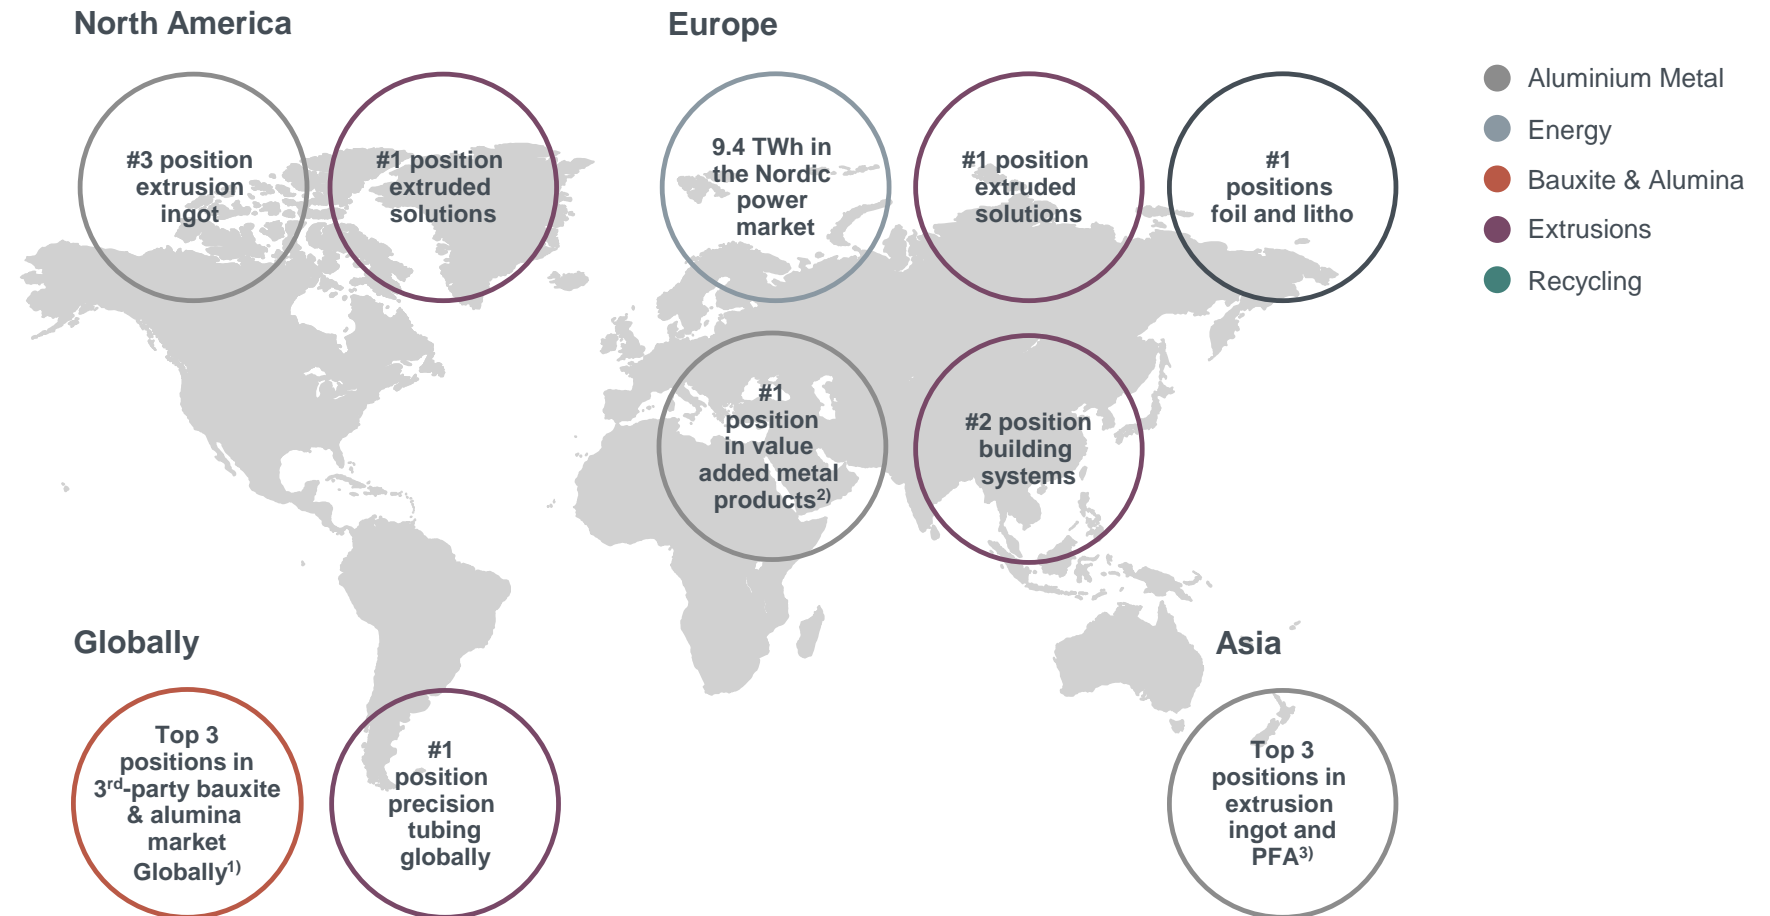 North America
#3 position
extrusion
ingot
#1 position
extruded
solutions
Europe
9.4 TWh in
the Nordic
power
market
#1 position
extruded
solutions
#1
positions
foil and litho
#1
position
in value
added metal
products2)
#2 position
building
systems
Aluminium Metal
Energy
Bauxite & Alumina
Extrusions
Recycling
Globally
Top 3
positions in
3rd-party bauxite
& alumina
market
Globally1)
#1
position
precision
tubing
globally
Asia
Top 3
positions in
extrusion
ingot and
PFA3)